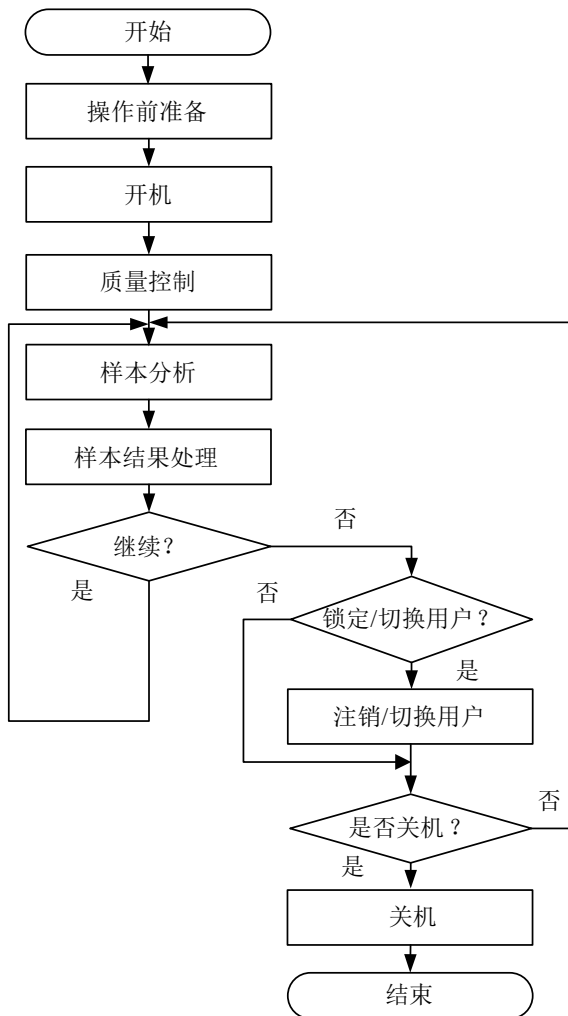 开始
操作前准备
开机
质量控制
样本分析
样本结果处理
继续？
否
是
否
锁定/切换用户？
是
注销/切换用户
是否关机？
否
是
关机
结束